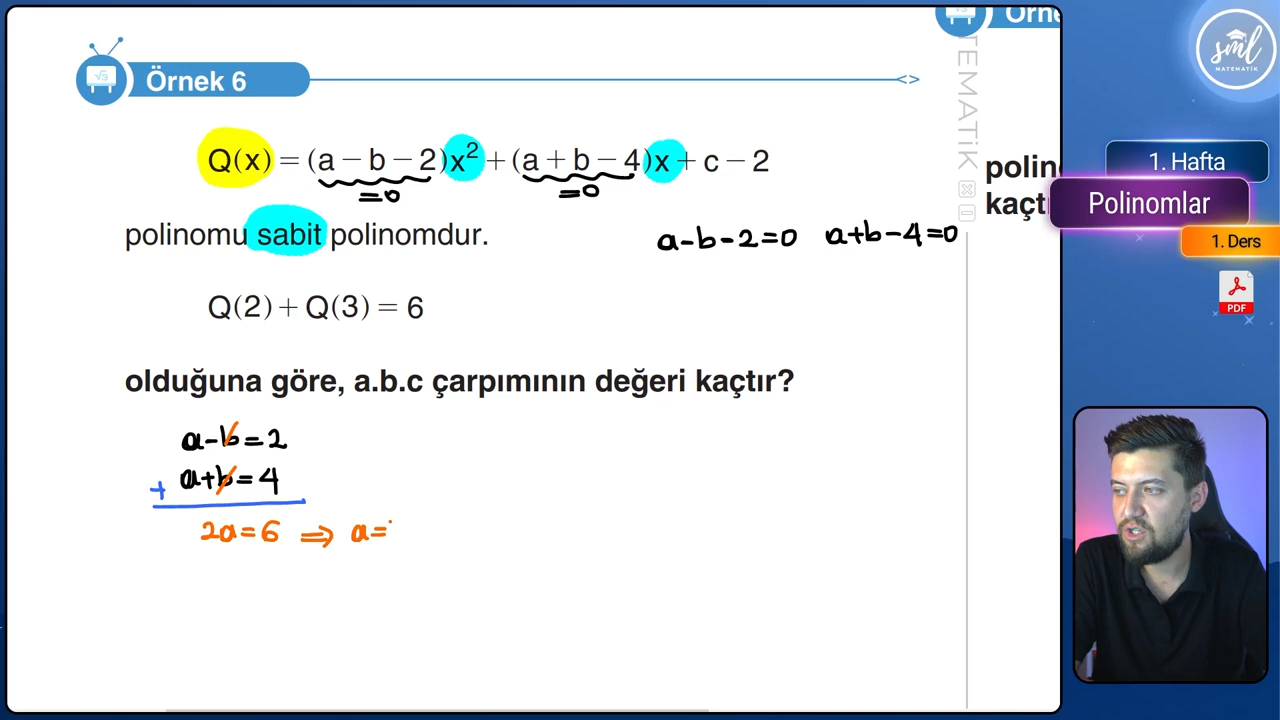 Örnek 6
Q(x) = (a − b − 2)x² + (a + b − 4)x + c − 2
=0 =0
polinomu sabit polinomdur.
a-b-2=0 a+b-4=0
Q(2) + Q(3) = 6
olduğuna göre, a.b.c çarpımının değeri kaçtır?
a-b=2
+ a+b=4
2a=6 ⇒ a=
TEMATİK
polin
kaçt
sml
MATEMATİK
1. Hafta
Polinomlar
1. Ders
PDF